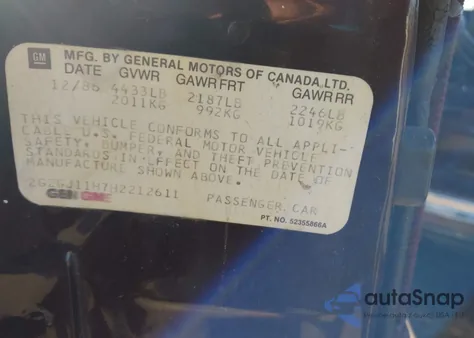 GM
MFG. BY GENERAL MOTORS OF CANADA LTD.
DATE GVWR GAWR FRT GAWR RR
12/86 4433LB 2187LB 2246LB
2011KG 992KG 1019KG
THIS VEHICLE CONFORMS TO ALL APPLI-
CABLE U.S. FEDERAL MOTOR VEHICLE
SAFETY, BUMPER, AND THEFT PREVENTION
STANDARDS IN EFFECT ON THE DATE OF
MANUFACTURE SHOWN ABOVE.
2G2GJ11H7H2212611
PASSENGER CAR
PT. NO. 52355866A
autoSnap